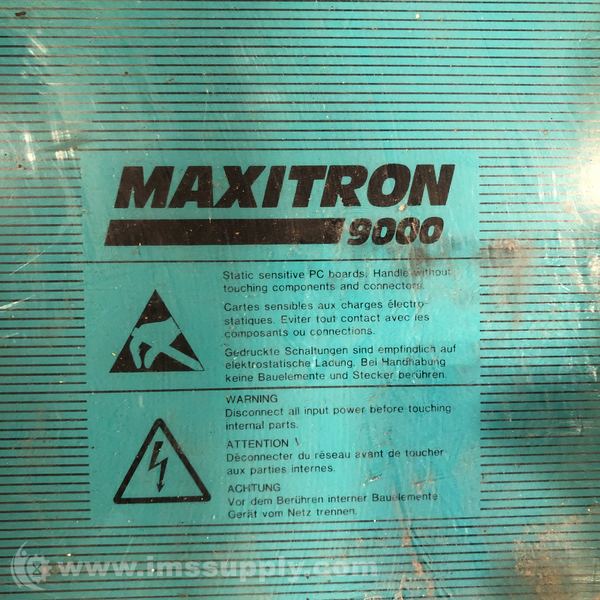 MAXITRON
9000
Static sensitive PC boards. Handle without
touching components and connectors.
Cartes sensibles aux charges électro-
statiques. Eviter tout contact avec les
composants ou connections.
Gedruckte Schaltungen sind empfindlich auf
elektrostatische Ladung. Bei Handhabung
keine Bauelemente und Stecker berühren.
WARNING
Disconnect all input power before touching
internal parts.
ATTENTION \
Déconnecter du réseau avant de toucher
aux parties internes.
ACHTUNG
Vor dem Berühren interner Bauelemente
Gerät vom Netz trennen.
www.imssupply.com